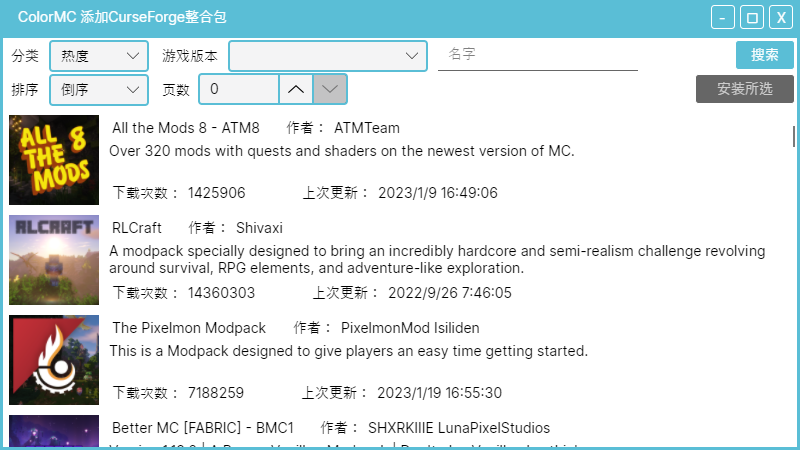 ColorMC 添加CurseForge整合包
分类 热度 游戏版本 名字 搜索
排序 倒序 页数 0 安装所选
ALL THE 8 MODS
All the Mods 8 - ATM8 作者： ATMTeam
Over 320 mods with quests and shaders on the newest version of MC.
下载次数： 1425906 上次更新： 2023/1/9 16:49:06
RLCRAFT
RLCraft 作者： Shivaxi
A modpack specially designed to bring an incredibly hardcore and semi-realism challenge revolving
around survival, RPG elements, and adventure-like exploration.
下载次数： 14360303 上次更新： 2022/9/26 7:46:05
The Pixelmon Modpack 作者： PixelmonMod Isiliden
This is a Modpack designed to give players an easy time getting started.
下载次数： 7188259 上次更新： 2023/1/19 16:55:30
Better MC [FABRIC] - BMC1 作者： SHXRKIIIE LunaPixelStudios